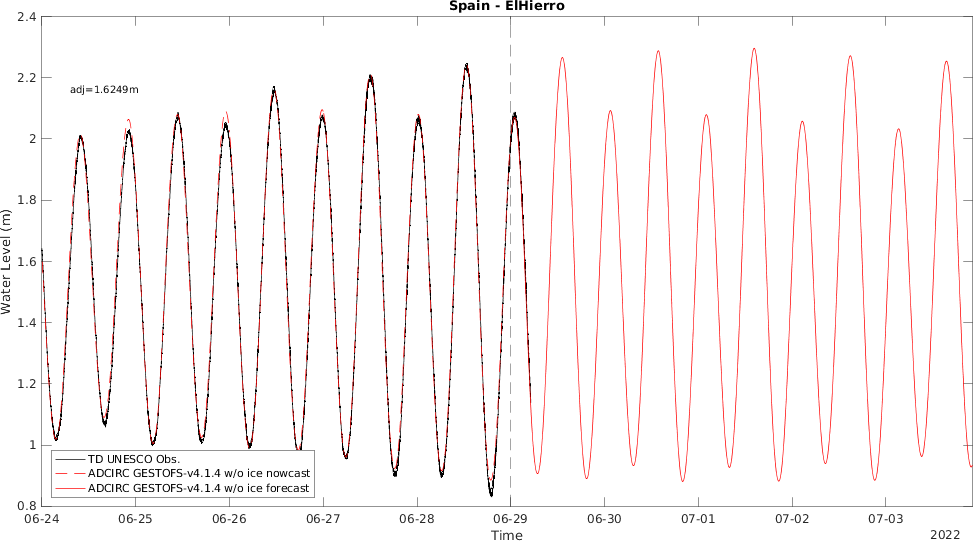 Spain - ElHierro
2.4
2.2
2
1.8
1.6
1.4
1.2
1
0.8
Water Level (m)
adj=1.6249m
TD UNESCO Obs.
ADCIRC GESTOFS-v4.1.4 w/o ice nowcast
ADCIRC GESTOFS-v4.1.4 w/o ice forecast
06-24 06-25 06-26 06-27 06-28 06-29 06-30 07-01 07-02 07-03
Time
2022